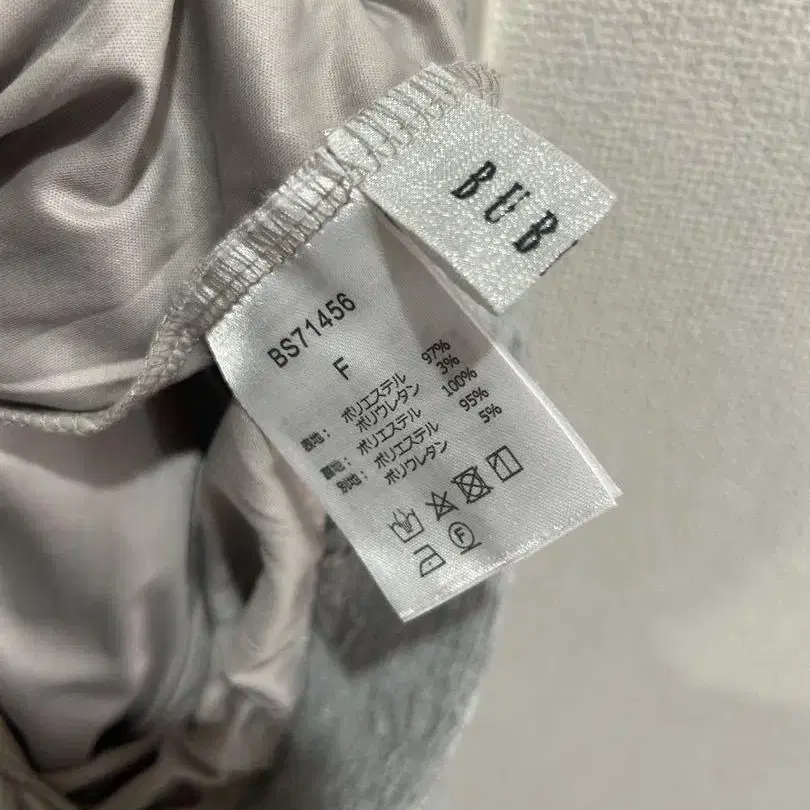 BUB
BS71456
F
表地: ポリエステル 97%
ポリウレタン 3%
裏地: ポリエステル 100%
別地: ポリエステル 95%
ポリウレタン 5%
F